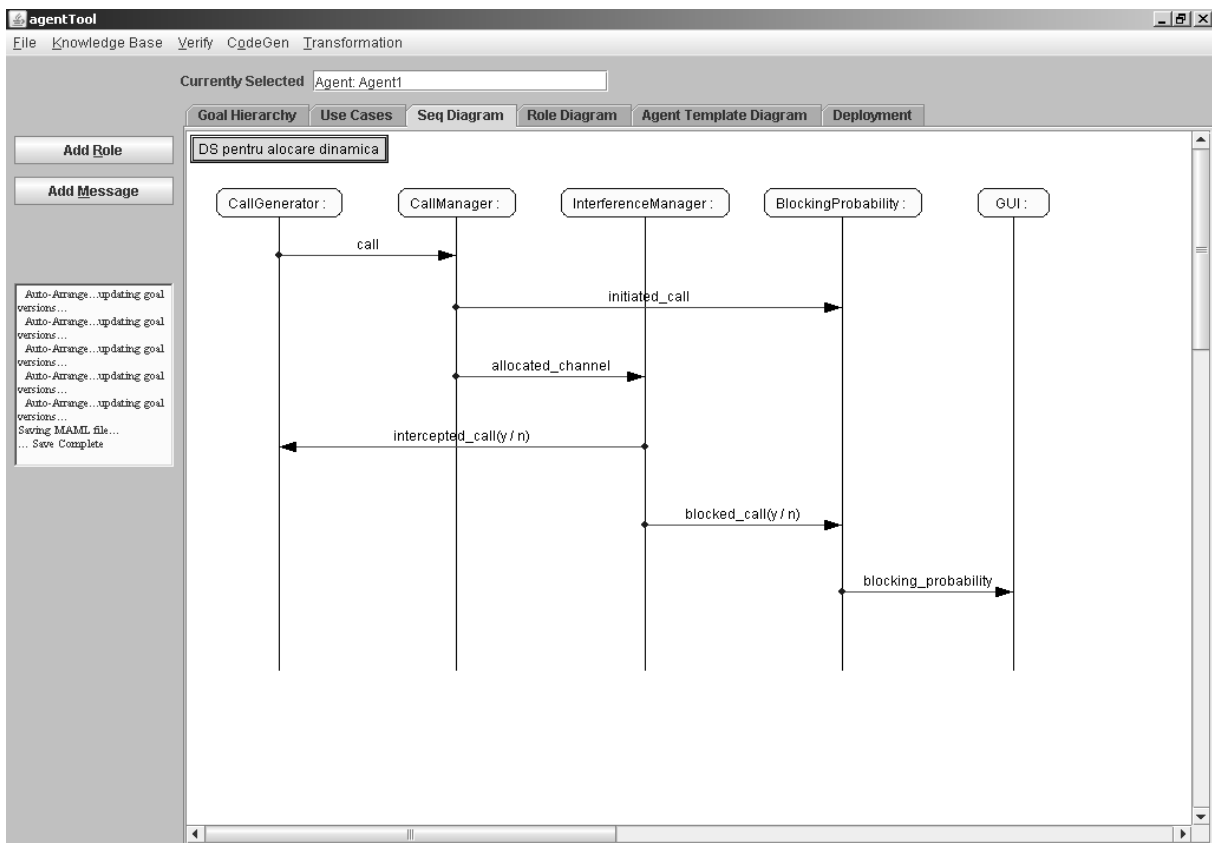 agentTool
File Knowledge Base Verify CodeGen Transformation
Currently Selected Agent: Agent1
Goal Hierarchy Use Cases Seq Diagram Role Diagram Agent Template Diagram Deployment
Add Role
Add Message
DS pentru alocare dinamica
CallGenerator : CallManager : InterferenceManager : BlockingProbability : GUI :
call
initiated_call
allocated_channel
intercepted_call(y / n)
blocked_call(y / n)
blocking_probability
Auto-Arrange...updating goal
versions...
Auto-Arrange...updating goal
versions...
Auto-Arrange...updating goal
versions...
Auto-Arrange...updating goal
versions...
Auto-Arrange...updating goal
versions...
Saving MAML file...
... Save Complete